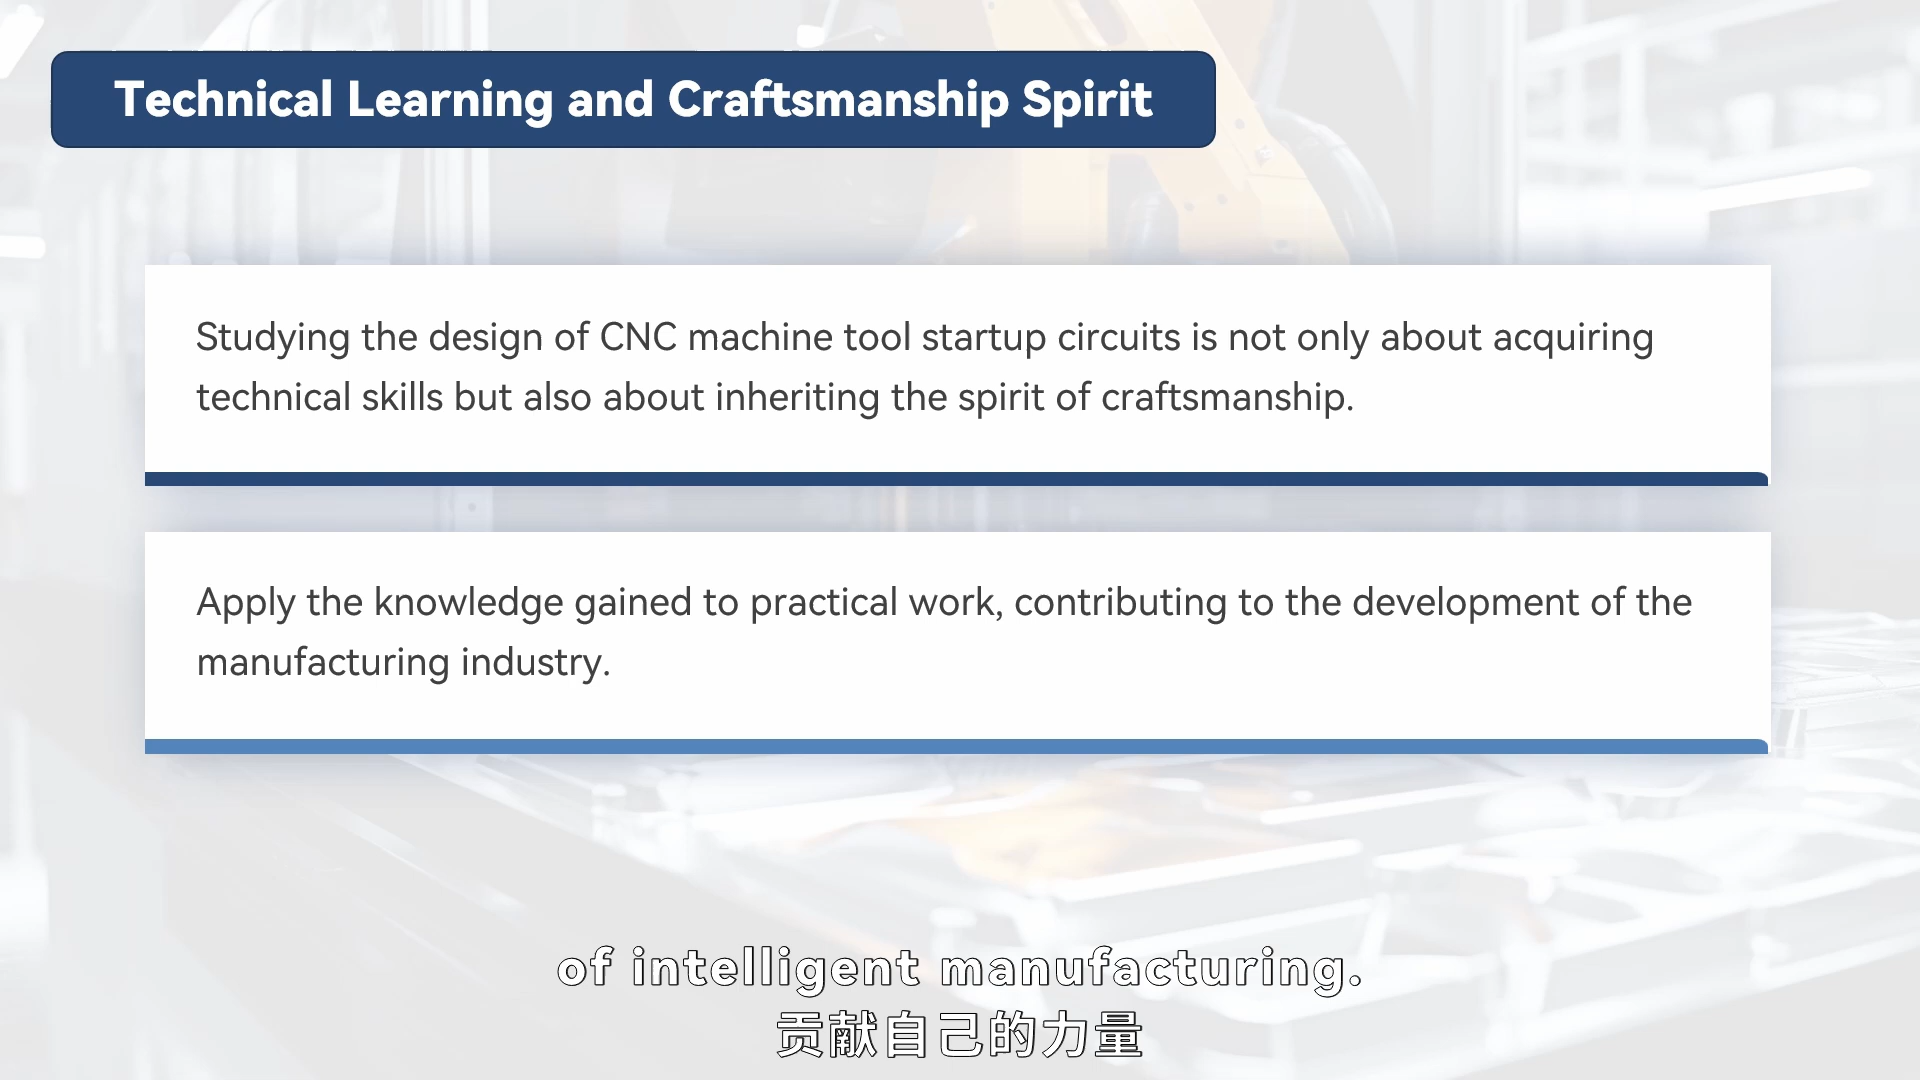 Technical Learning and Craftsmanship Spirit
Studying the design of CNC machine tool startup circuits is not only about acquiring
technical skills but also about inheriting the spirit of craftsmanship.
Apply the knowledge gained to practical work, contributing to the development of the
manufacturing industry.
of intelligent manufacturing.
贡献自己的力量